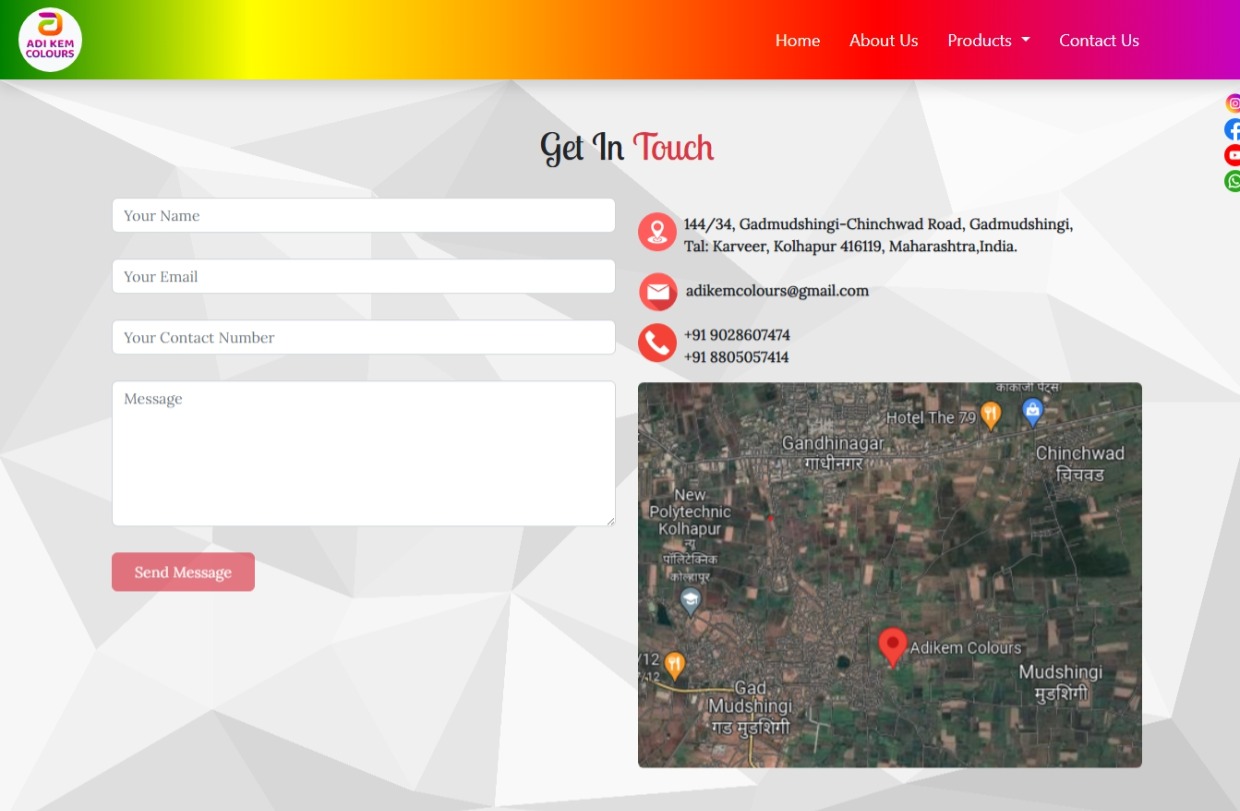 ADI KEM
COLOURS
Home
About Us
Products
Contact Us
Get In Touch
Your Name
Your Email
Your Contact Number
Message
Send Message
144/34, Gadmudshingi-Chinchwad Road, Gadmudshingi,
Tal: Karveer, Kolhapur 416119, Maharashtra,India.
adikemcolours@gmail.com
+91 9028607474
+91 8805057414
काकाजी पेंट्स
Hotel The 79
Gandhinagar
गांधीनगर
Chinchwad
चिंचवड
New
Polytechnic
Kolhapur
न्यू
पॉलिटेक्निक
कोल्हापूर
Adikem Colours
/12
Mudshingi
मुडशिंगी
Gad
Mudshingi
गड मुडशिंगी